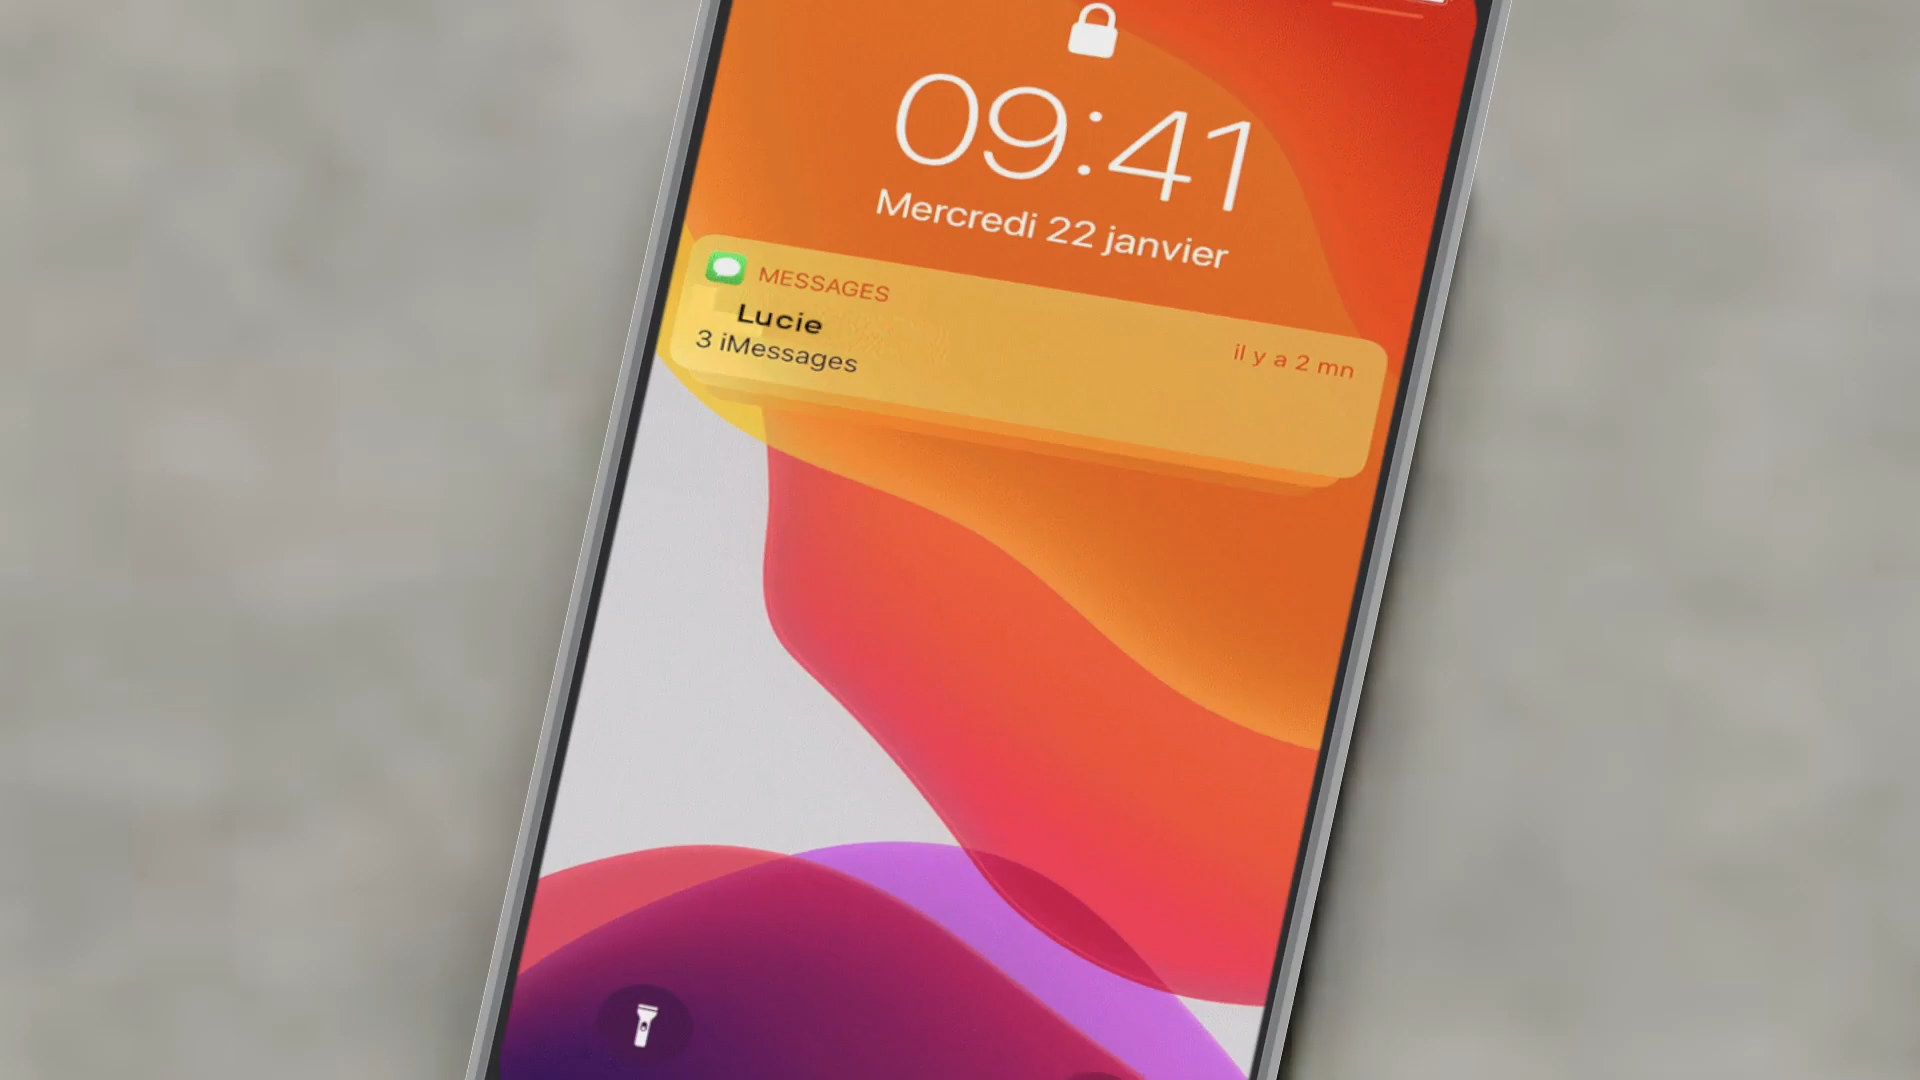 09:41
Mercredi 22 janvier
MESSAGES
il y a 2 mn
Lucie
3 iMessages